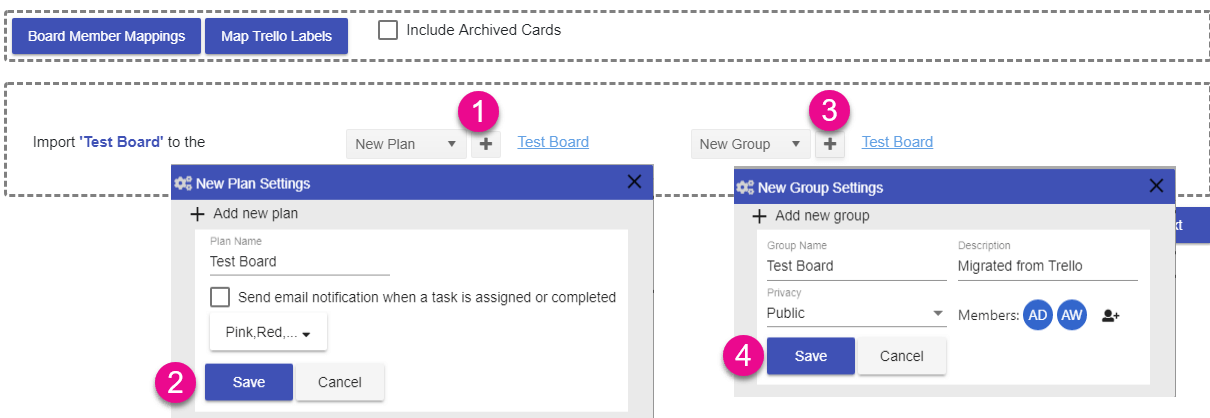 Board Member Mappings Map Trello Labels Include Archived Cards
1 3
Import 'Test Board' to the New Plan + Test Board New Group + Test Board
New Plan Settings
Add new plan
Plan Name
Test Board
Send email notification when a task is assigned or completed
Pink,Red,...
2 Save Cancel
New Group Settings
Add new group
Group Name Description
Test Board Migrated from Trello
Privacy
Public Members: AD AW
4 Save Cancel